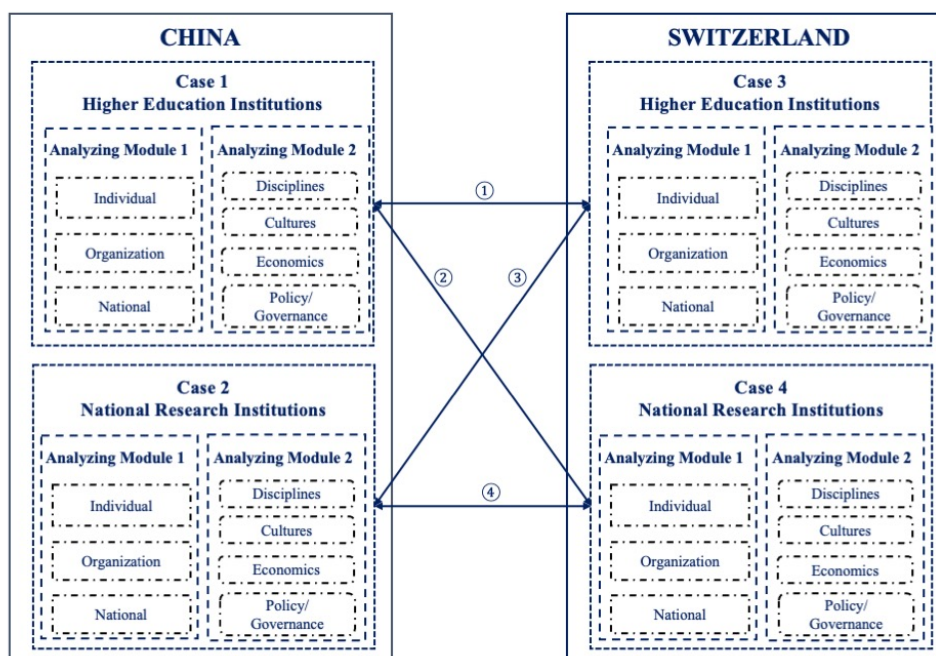 CHINA
Case 1
Higher Education Institutions
Analyzing Module 1
Individual
Organization
National
Analyzing Module 2
Disciplines
Cultures
Economics
Policy/
Governance
Case 2
National Research Institutions
Analyzing Module 1
Individual
Organization
National
Analyzing Module 2
Disciplines
Cultures
Economics
Policy/
Governance
①
②
③
④
SWITZERLAND
Case 3
Higher Education Institutions
Analyzing Module 1
Individual
Organization
National
Analyzing Module 2
Disciplines
Cultures
Economics
Policy/
Governance
Case 4
National Research Institutions
Analyzing Module 1
Individual
Organization
National
Analyzing Module 2
Disciplines
Cultures
Economics
Policy/
Governance